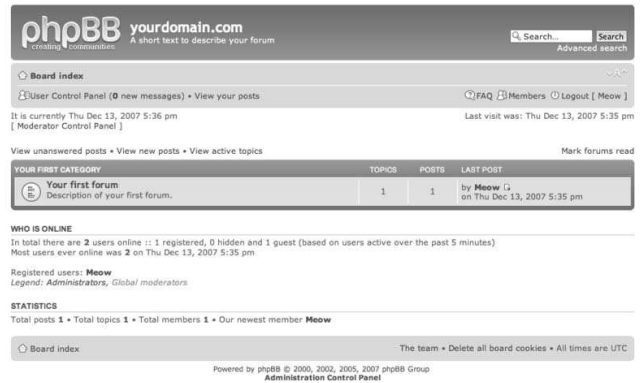 phpBB
creating communities
yourdomain.com
A short text to describe your forum
Search... Search
Advanced search
Board index
User Control Panel (0 new messages) • View your posts
FAQ Members Logout [ Meow ]
It is currently Thu Dec 13, 2007 5:36 pm
[ Moderator Control Panel ]
Last visit was: Thu Dec 13, 2007 5:35 pm
View unanswered posts • View new posts • View active topics
Mark forums read
YOUR FIRST CATEGORY TOPICS POSTS LAST POST
Your first forum
Description of your first forum.
1 1
by Meow
on Thu Dec 13, 2007 5:35 pm
WHO IS ONLINE
In total there are 2 users online :: 1 registered, 0 hidden and 1 guest (based on users active over the past 5 minutes)
Most users ever online was 2 on Thu Dec 13, 2007 5:35 pm
Registered users: Meow
Legend: Administrators, Global moderators
STATISTICS
Total posts 1 • Total topics 1 • Total members 1 • Our newest member Meow
Board index
The team • Delete all board cookies • All times are UTC
Powered by phpBB © 2000, 2002, 2005, 2007 phpBB Group
Administration Control Panel